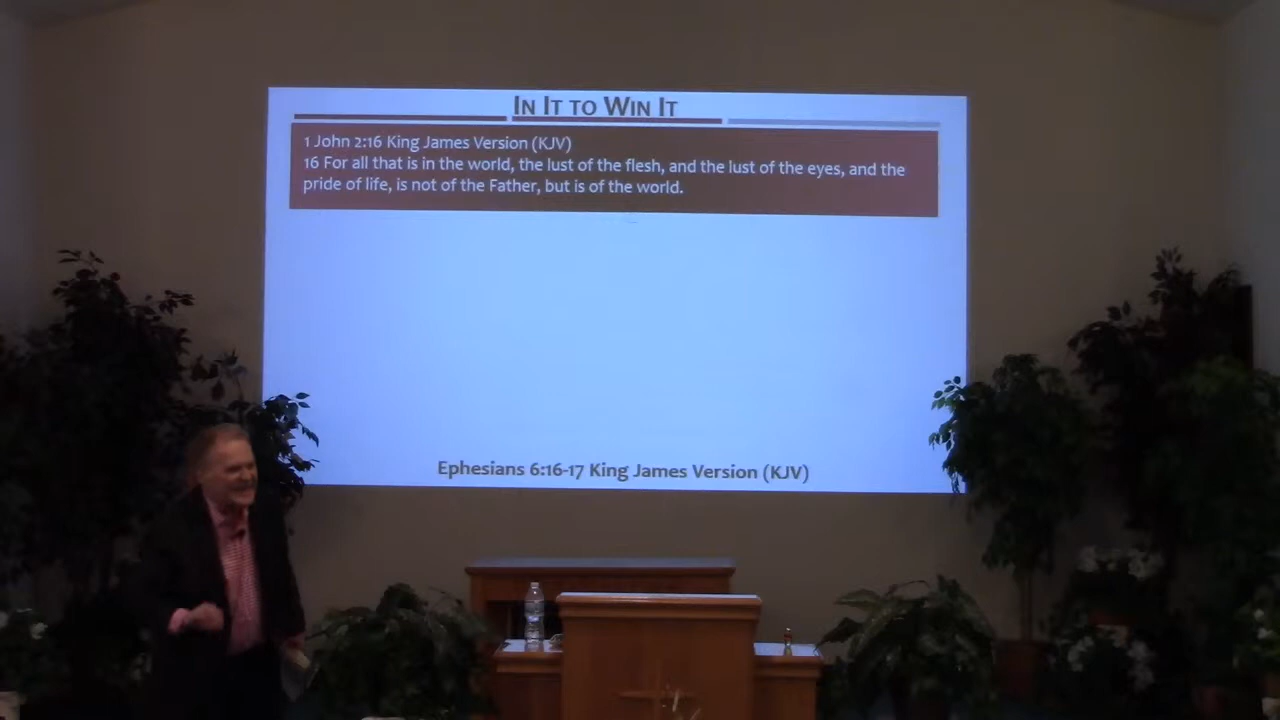 In It to Win It
1 John 2:16 King James Version (KJV)
16 For all that is in the world, the lust of the flesh, and the lust of the eyes, and the
pride of life, is not of the Father, but is of the world.
Ephesians 6:16-17 King James Version (KJV)